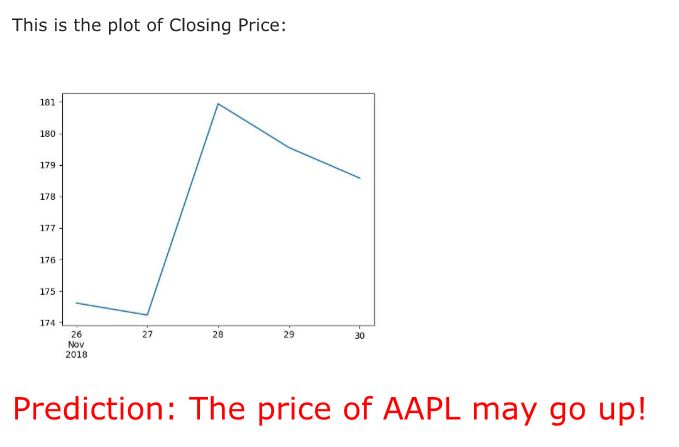 This is the plot of Closing Price:
181
180
179
178
177
176
175
174
26 27 28 29 30
Nov
2018
Prediction: The price of AAPL may go up!